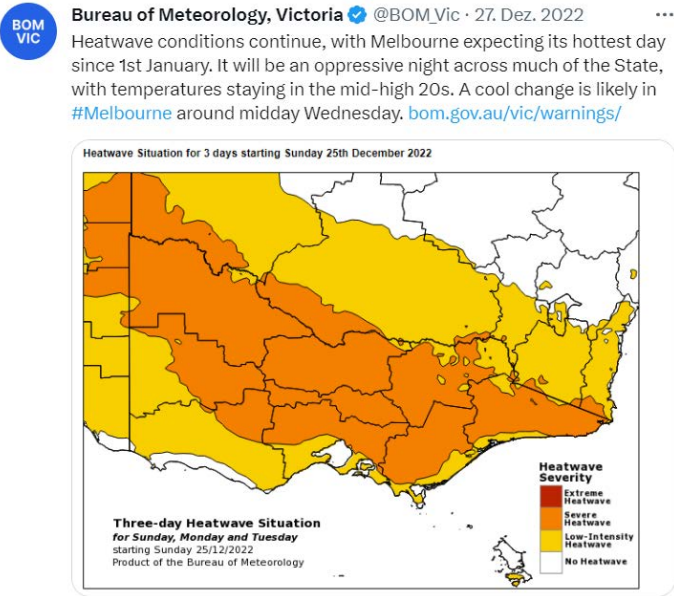 BOM
VIC
Bureau of Meteorology, Victoria @BOM_Vic · 27. Dez. 2022 ...
Heatwave conditions continue, with Melbourne expecting its hottest day
since 1st January. It will be an oppressive night across much of the State,
with temperatures staying in the mid-high 20s. A cool change is likely in
#Melbourne around midday Wednesday. bom.gov.au/vic/warnings/
Heatwave Situation for 3 days starting Sunday 25th December 2022
Heatwave
Severity
Extreme
Heatwave
Severe
Heatwave
Low-Intensity
Heatwave
No Heatwave
Three-day Heatwave Situation
for Sunday, Monday and Tuesday
starting Sunday 25/12/2022
Product of the Bureau of Meteorology